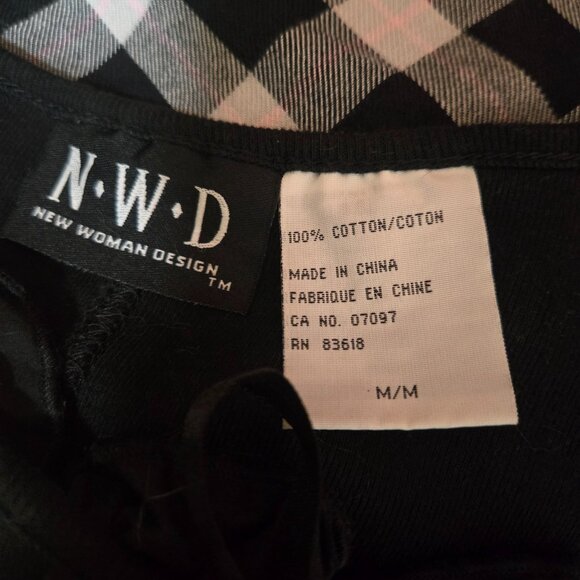 N·W·D
NEW WOMAN DESIGN
TM
100% COTTON/COTON
MADE IN CHINA
FABRIQUE EN CHINE
CA NO. 07097
RN 83618
M/M